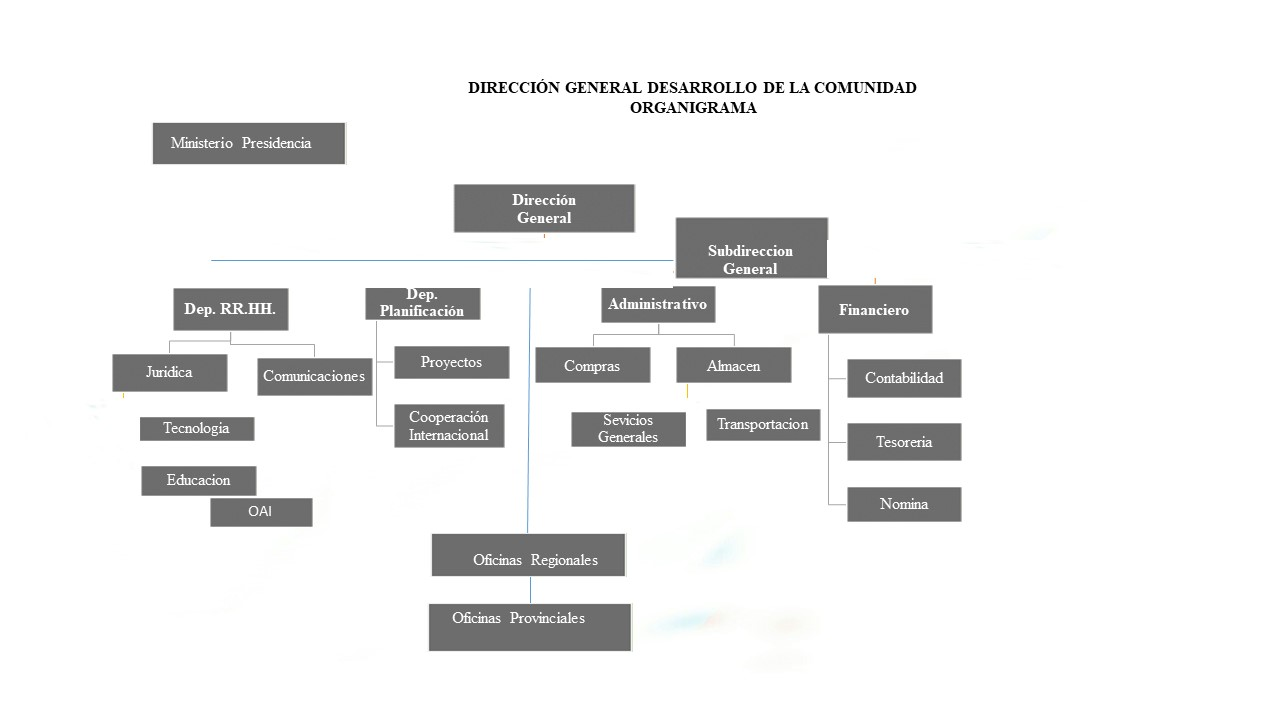 DIRECCIÓN GENERAL DESARROLLO DE LA COMUNIDAD
ORGANIGRAMA
Ministerio Presidencia
Dirección
General
Subdireccion
General
Dep. RR.HH.
Dep.
Planificación
Administrativo
Financiero
Juridica
Comunicaciones
Proyectos
Compras
Almacen
Contabilidad
Tecnologia
Cooperación
Internacional
Sevicios
Generales
Transportacion
Tesoreria
Educacion
OAI
Nomina
Oficinas Regionales
Oficinas Provinciales